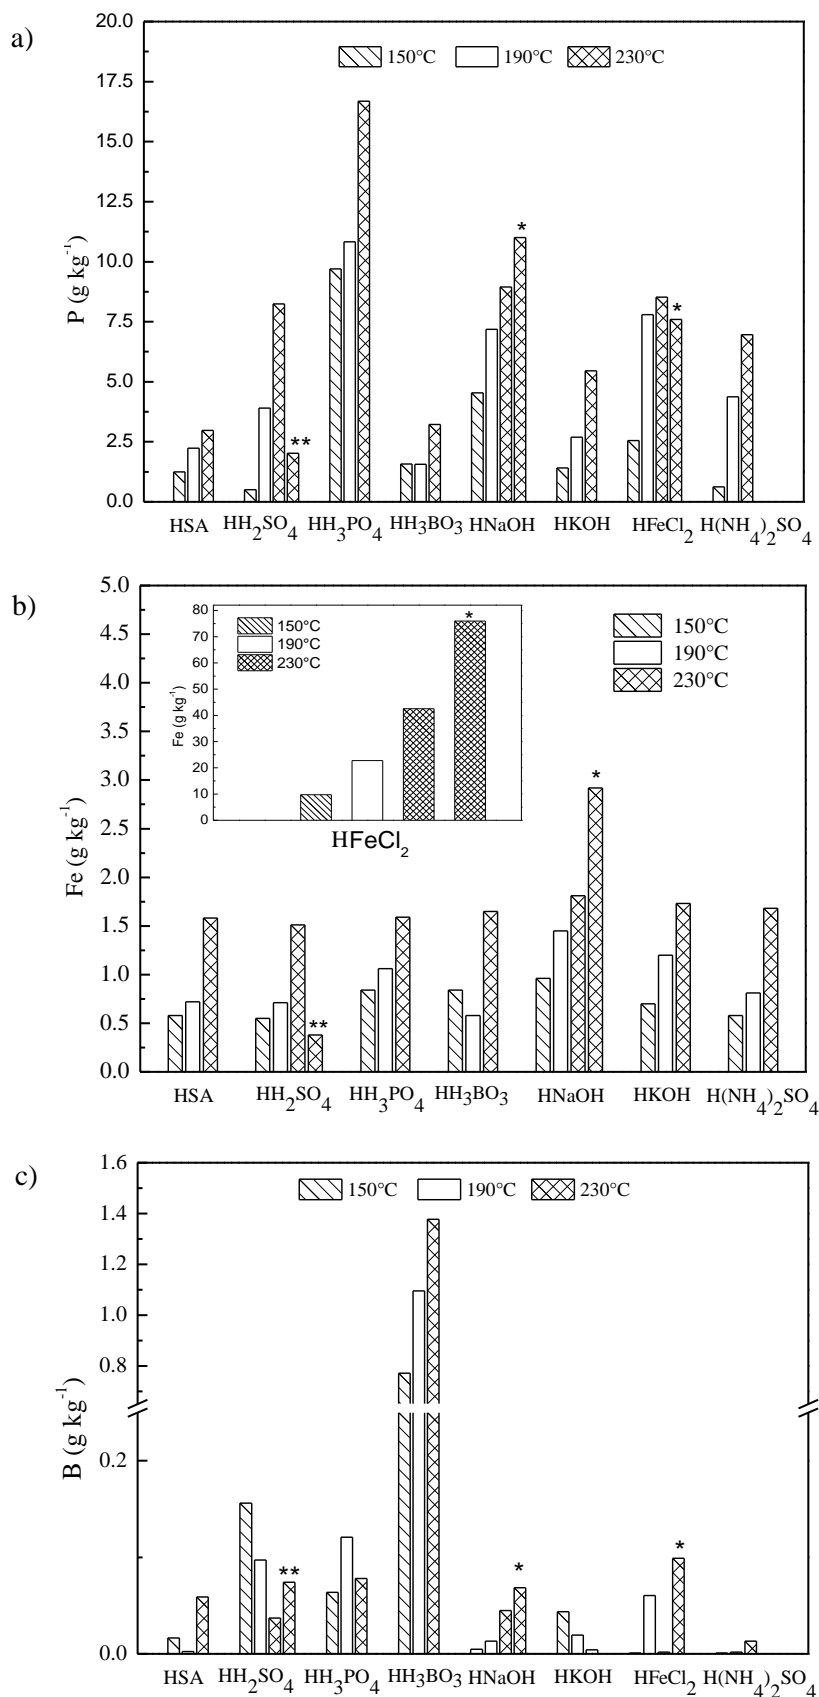 a)
20.0
17.5
15.0
12.5
10.0
7.5
5.0
2.5
0.0
P (g kg⁻¹)
150°C 190°C 230°C
**
*
*
HSA HH₂SO₄ HH₃PO₄ HH₃BO₃ HNaOH HKOH HFeCl₂ H(NH₄)₂SO₄
b)
5.0
4.5
4.0
3.5
3.0
2.5
2.0
1.5
1.0
0.5
0.0
Fe (g kg⁻¹)
80
70
60
50
40
30
20
10
0
Fe (g kg⁻¹)
150°C
190°C
230°C
*
HFeCl₂
150°C
190°C
230°C
**
*
HSA HH₂SO₄ HH₃PO₄ HH₃BO₃ HNaOH HKOH H(NH₄)₂SO₄
c)
1.6
1.4
1.2
1.0
0.8
0.2
0.0
B (g kg⁻¹)
150°C 190°C 230°C
**
*
*
HSA HH₂SO₄ HH₃PO₄ HH₃BO₃ HNaOH HKOH HFeCl₂ H(NH₄)₂SO₄